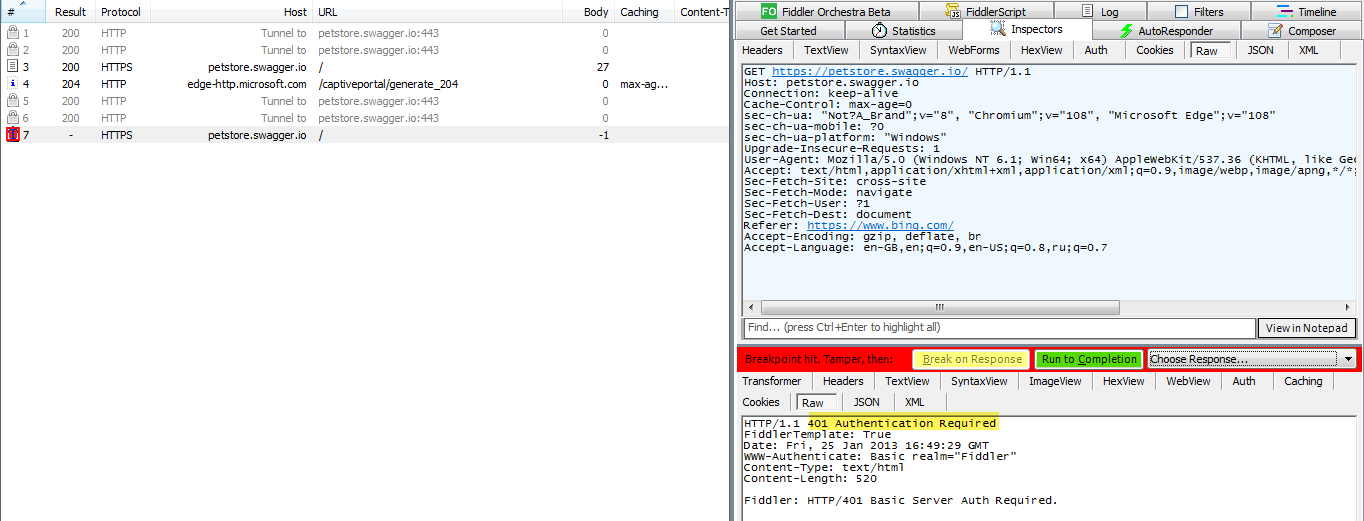 # Result Protocol Host URL Body Caching Content-T
1 200 HTTP Tunnel to petstore.swagger.io:443 0
2 200 HTTP Tunnel to petstore.swagger.io:443 0
3 200 HTTPS petstore.swagger.io / 27
4 204 HTTP edge-http.microsoft.com /captiveportal/generate_204 0 max-ag...
5 200 HTTP Tunnel to petstore.swagger.io:443 0
6 200 HTTP Tunnel to petstore.swagger.io:443 0
7 - HTTPS petstore.swagger.io / -1
FO Fiddler Orchestra Beta JS FiddlerScript Log Filters Timeline
Get Started Statistics Inspectors AutoResponder Composer
Headers TextView SyntaxView WebForms HexView Auth Cookies Raw JSON XML
GET https://petstore.swagger.io/ HTTP/1.1
Host: petstore.swagger.io
Connection: keep-alive
Cache-Control: max-age=0
sec-ch-ua: "Not?A_Brand";v="8", "Chromium";v="108", "Microsoft Edge";v="108"
sec-ch-ua-mobile: ?0
sec-ch-ua-platform: "Windows"
Upgrade-Insecure-Requests: 1
User-Agent: Mozilla/5.0 (Windows NT 6.1; Win64; x64) AppleWebKit/537.36 (KHTML, like Gec
Accept: text/html,application/xhtml+xml,application/xml;q=0.9,image/webp,image/apng,*/*;
Sec-Fetch-Site: cross-site
Sec-Fetch-Mode: navigate
Sec-Fetch-User: ?1
Sec-Fetch-Dest: document
Referer: https://www.bing.com/
Accept-Encoding: gzip, deflate, br
Accept-Language: en-GB,en;q=0.9,en-US;q=0.8,ru;q=0.7
Find... (press Ctrl+Enter to highlight all) View in Notepad
Breakpoint hit. Tamper, then: Break on Response Run to Completion Choose Response...
Transformer Headers TextView SyntaxView ImageView HexView WebView Auth Caching
Cookies Raw JSON XML
HTTP/1.1 401 Authentication Required
FiddlerTemplate: True
Date: Fri, 25 Jan 2013 16:49:29 GMT
WWW-Authenticate: Basic realm="Fiddler"
Content-Type: text/html
Content-Length: 520
Fiddler: HTTP/401 Basic Server Auth Required.